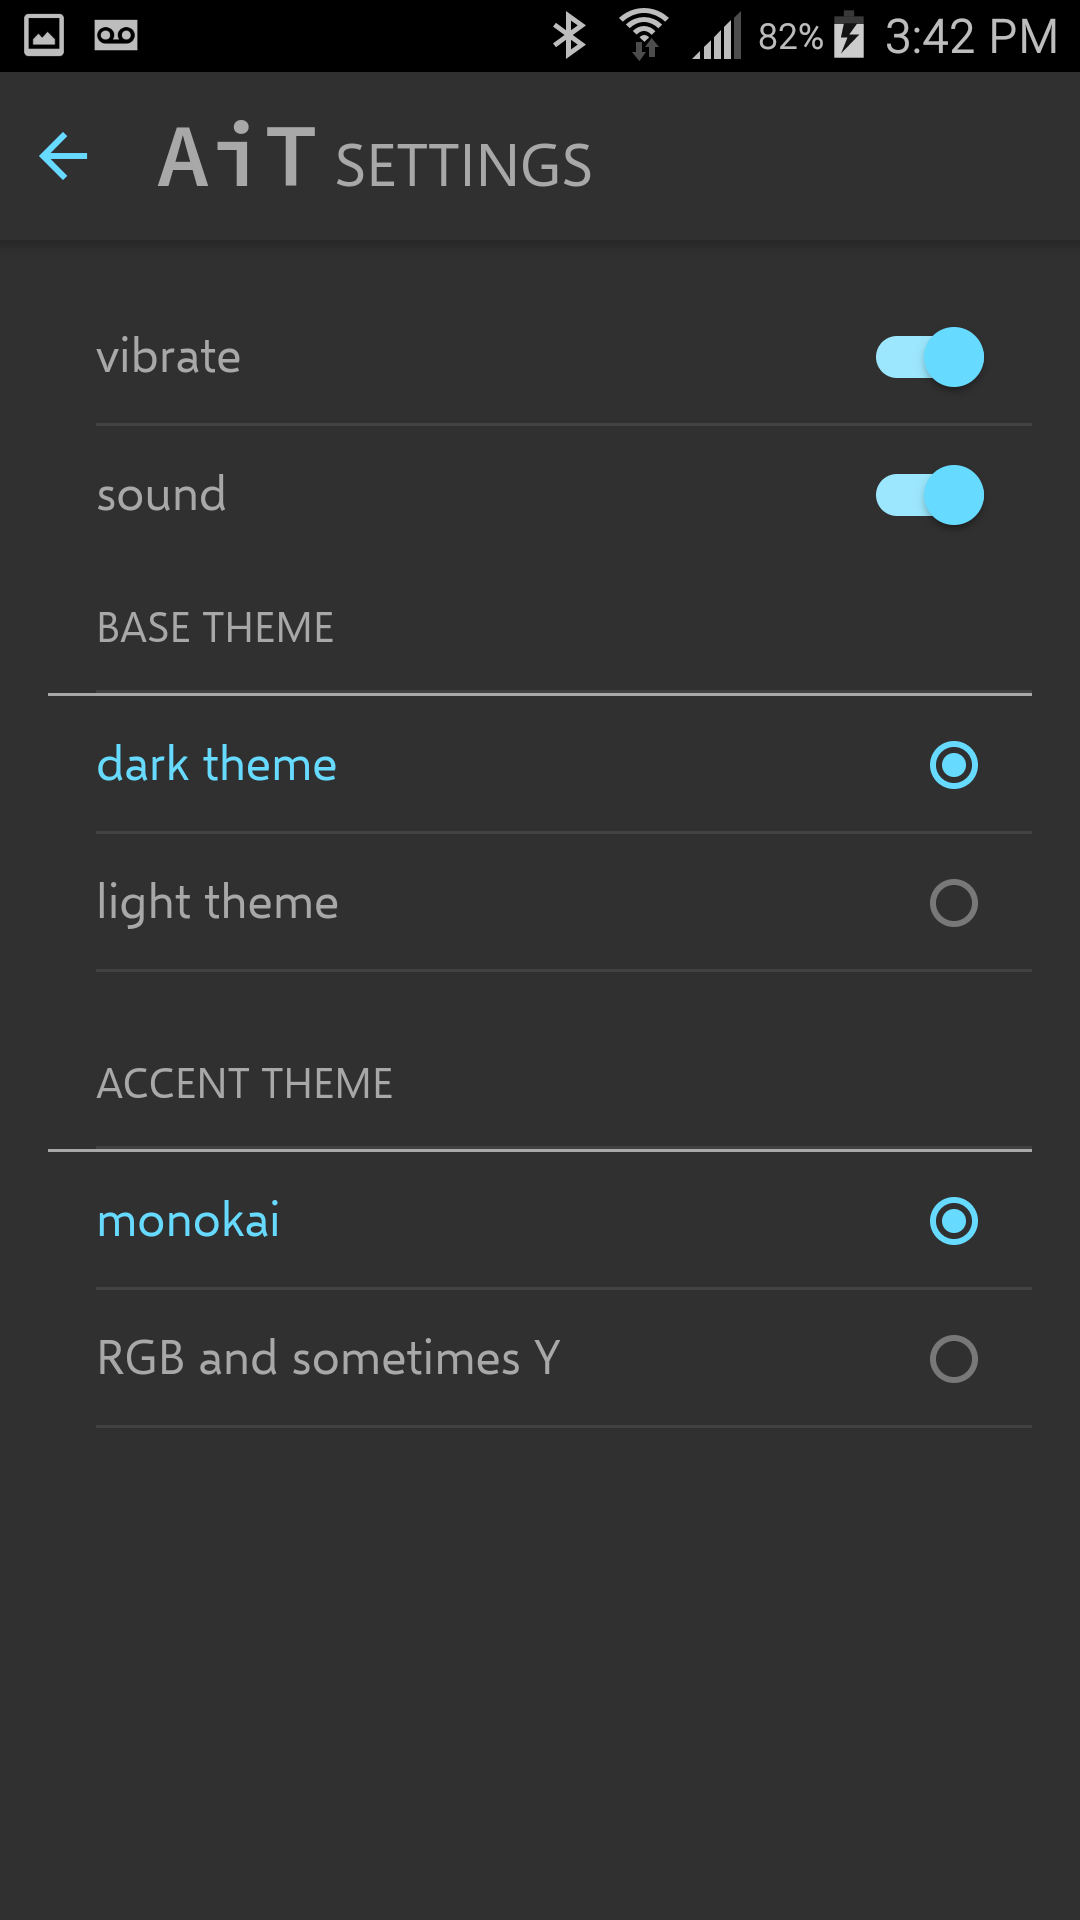 82% 3:42 PM
AiT SETTINGS
vibrate
sound
BASE THEME
dark theme
light theme
ACCENT THEME
monokai
RGB and sometimes Y